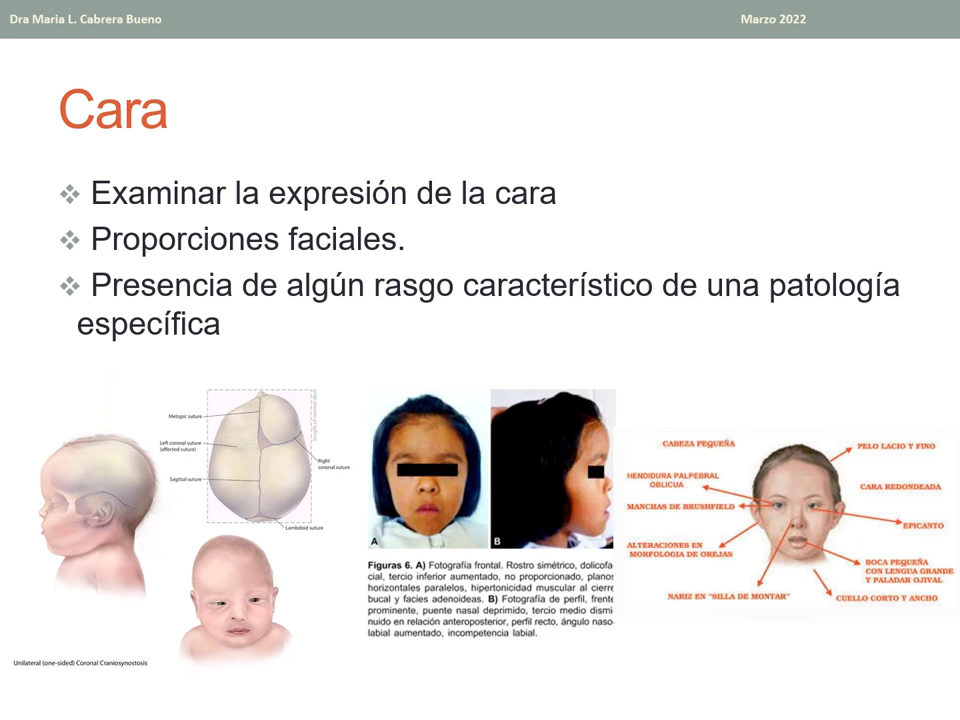 Dra Maria L. Cabrera Bueno
Marzo 2022
Cara
Examinar la expresión de la cara
Proporciones faciales.
Presencia de algún rasgo característico de una patología
específica
Metopic suture
Left coronal suture
(affected suture)
Sagittal suture
Right
coronal suture
Lambdoid suture
Unilateral (one-sided) Coronal Craniosynostosis
A
B
Figuras 6. A) Fotografía frontal. Rostro simétrico, dolicofa
cial, tercio inferior aumentado, no proporcionado, planos
horizontales paralelos, hipertonicidad muscular al cierre
bucal y facies adenoideas. B) Fotografía de perfil, frente
prominente, puente nasal deprimido, tercio medio dismi
nuido en relación anteroposterior, perfil recto, ángulo naso
labial aumentado, incompetencia labial.
CABEZA PEQUEÑA
PELO LACIO Y FINO
HENDIDURA PALPEBRAL
OBLICUA
CARA REDONDEADA
MANCHAS DE BRUSHFIELD
EPICANTO
ALTERACIONES EN
MORFOLOGIA DE OREJAS
BOCA PEQUEÑA
CON LENGUA GRANDE
Y PALADAR OJIVAL
NARIZ EN "SILLA DE MONTAR"
CUELLO CORTO Y ANCHO